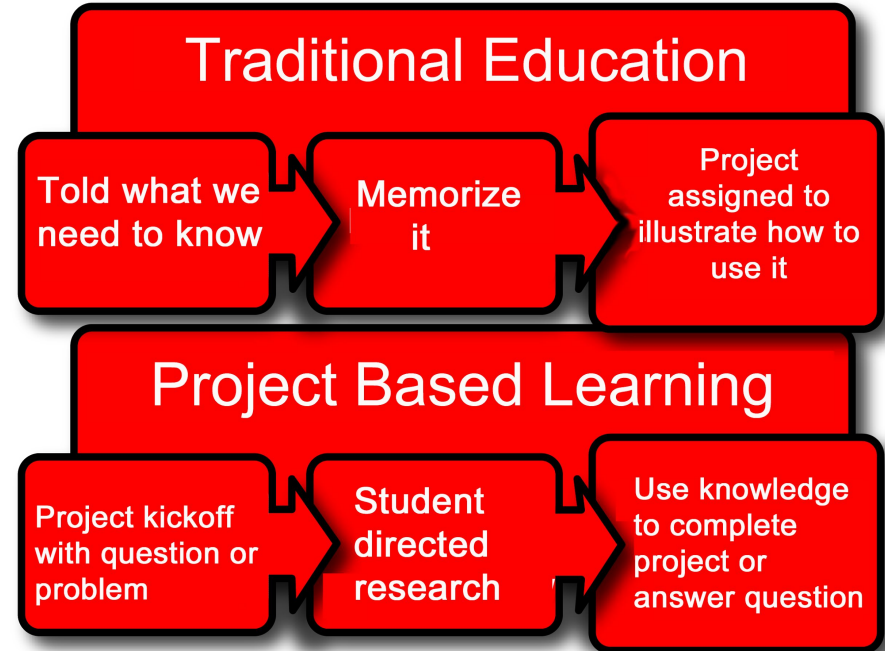 Traditional Education
Told what we
need to know
Memorize
it
Project
assigned to
illustrate how to
use it
Project Based Learning
Project kickoff
with question or
problem
Student
directed
research
Use knowledge
to complete
project or
answer question